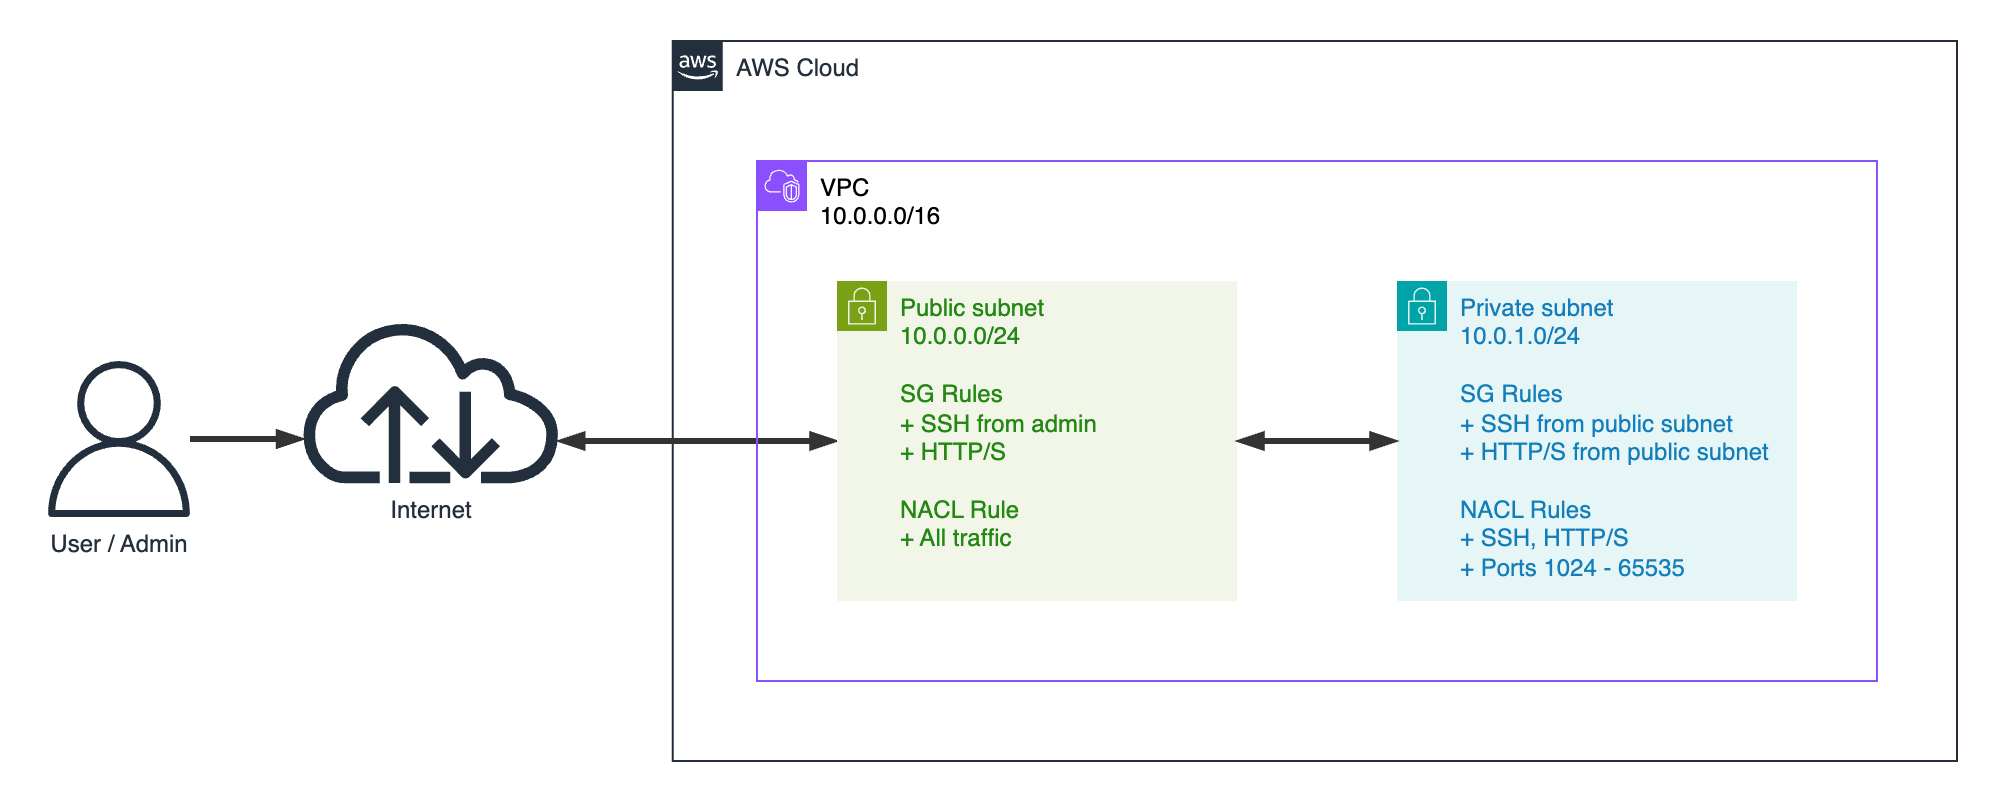 aws
AWS Cloud
VPC
10.0.0.0/16
Public subnet
10.0.0.0/24
SG Rules
+ SSH from admin
+ HTTP/S
NACL Rule
+ All traffic
Private subnet
10.0.1.0/24
SG Rules
+ SSH from public subnet
+ HTTP/S from public subnet
NACL Rules
+ SSH, HTTP/S
+ Ports 1024 - 65535
Internet
User / Admin